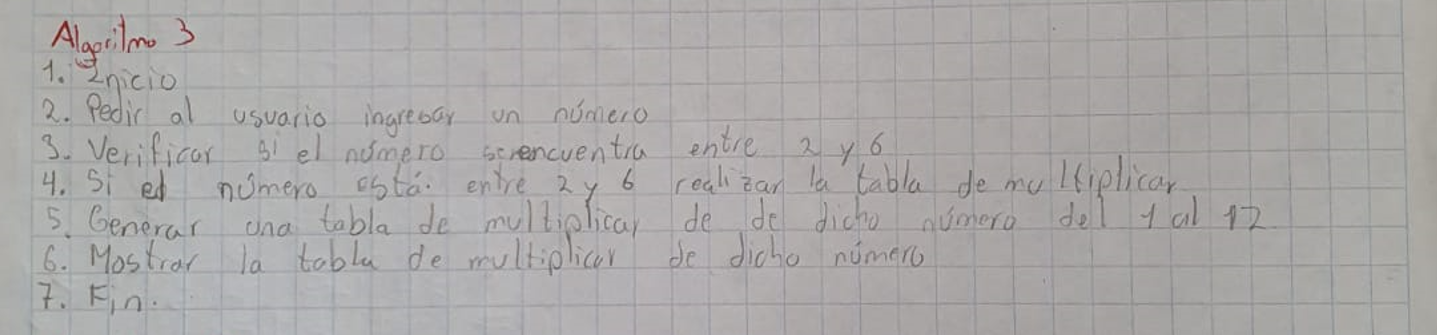 Algoritmo 3
1. Inicio
2. Pedir al usuario ingresar un número
3. Verificar si el número se encuentra entre 2 y 6
4. Si el número está. entre 2 y 6 realizar la tabla de multiplicar
5. Generar una tabla de multiplicar de de dicho número del 1 al 12
6. Mostrar la tabla de multiplicar de dicho número
7. Fin.